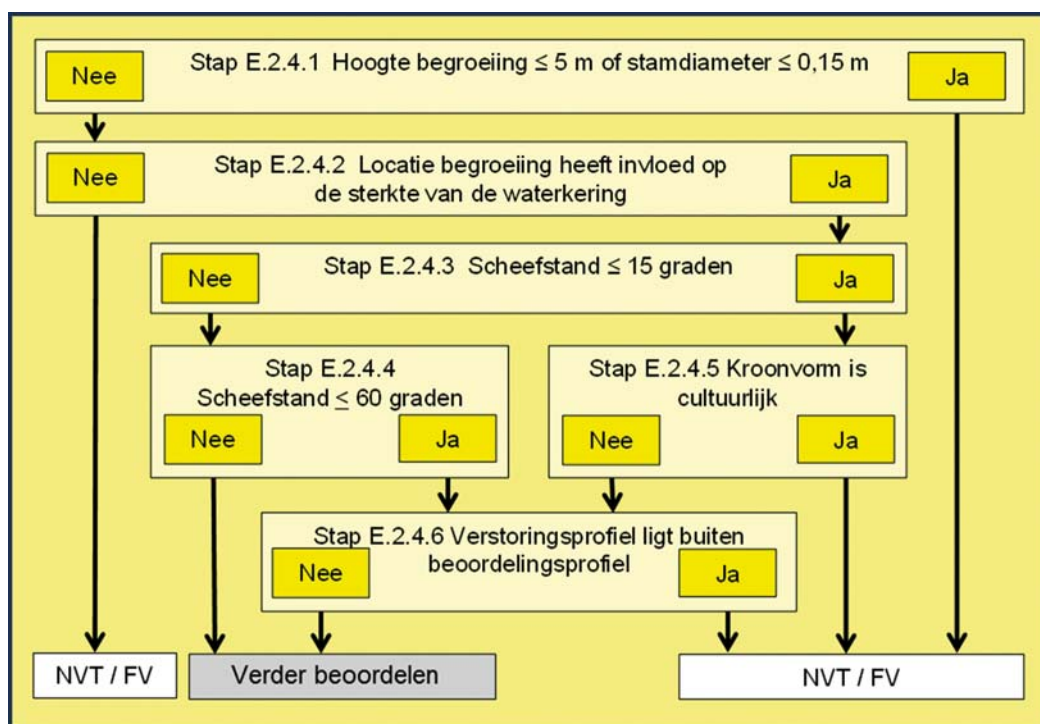 Stap E.2.4.1 Hoogte begroeiing ≤ 5 m of stamdiameter ≤ 0,15 m
Nee
Ja
Stap E.2.4.2 Locatie begroeiing heeft invloed op
de sterkte van de waterkering
Nee
Ja
Stap E.2.4.3 Scheefstand ≤ 15 graden
Nee
Ja
Stap E.2.4.4
Scheefstand ≤ 60 graden
Nee
Ja
Stap E.2.4.5 Kroonvorm is
cultuurlijk
Nee
Ja
Stap E.2.4.6 Verstoringsprofiel ligt buiten
beoordelingsprofiel
Nee
Ja
NVT / FV
Verder beoordelen
NVT / FV